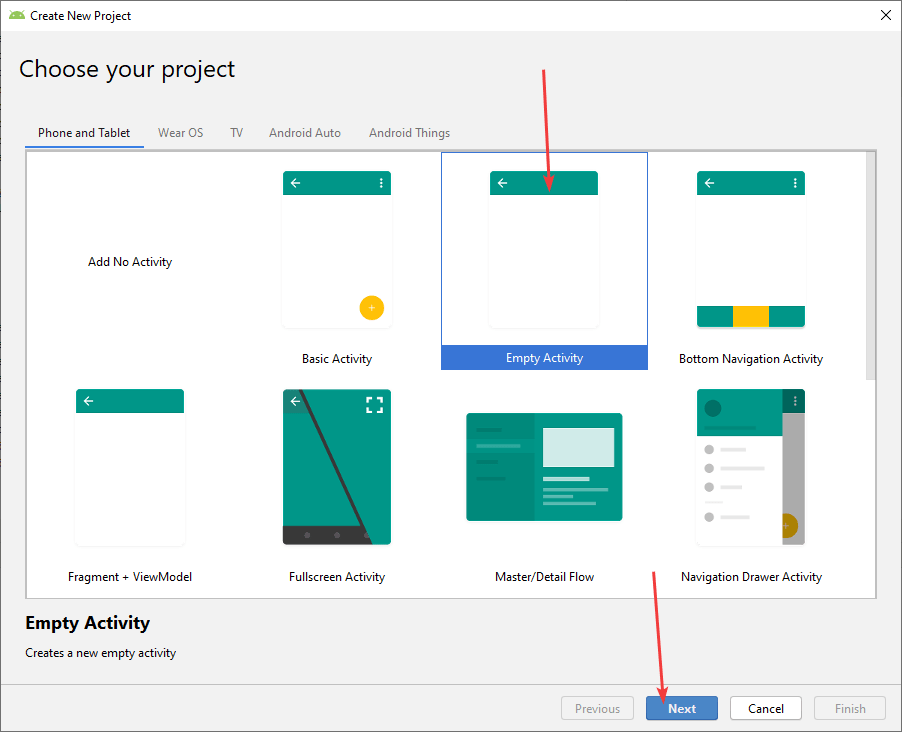 Create New Project
Choose your project
Phone and Tablet Wear OS TV Android Auto Android Things
Add No Activity
Basic Activity
Empty Activity
Bottom Navigation Activity
Fragment + ViewModel
Fullscreen Activity
Master/Detail Flow
Navigation Drawer Activity
Empty Activity
Creates a new empty activity
Previous Next Cancel Finish